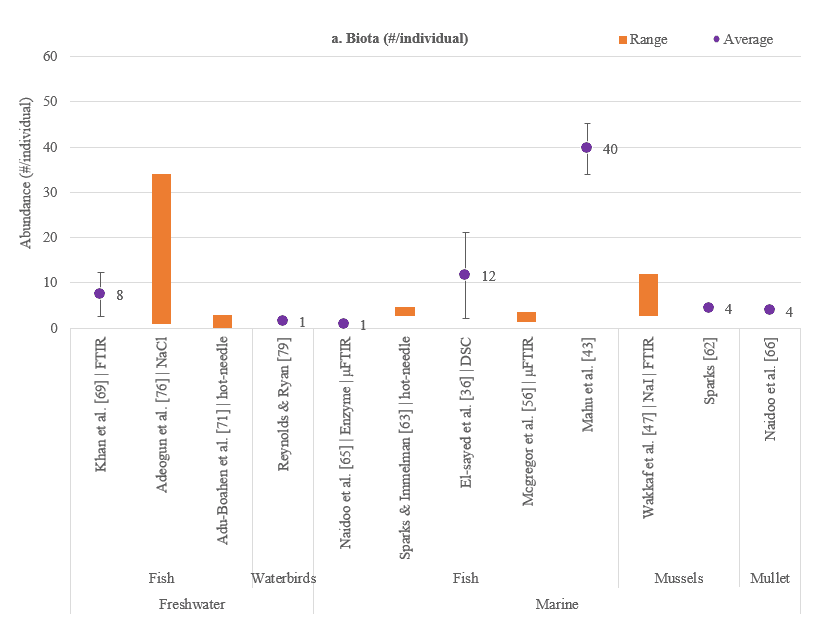 a. Biota (#/individual)
Range
Average
Abundance (#/individual)
60
50
40
30
20
10
0
8
1
1
12
40
4
4
Khan et al. [69] | FTIR
Adeogun et al. [76] | NaCl
Adu-Boahen et al. [71] | hot-needle
Reynolds & Ryan [79]
Naidoo et al. [65] | Enzyme | µFTIR
Sparks & Immelman [63] | hot-needle
El-sayed et al. [36] | DSC
Mcgregor et al. [56] | µFTIR
Mahu et al. [43]
Wakkaf et al. [47] | NaI | FTIR
Sparks [62]
Naidoo et al. [66]
Fish
Waterbirds
Fish
Mussels
Mullet
Freshwater
Marine